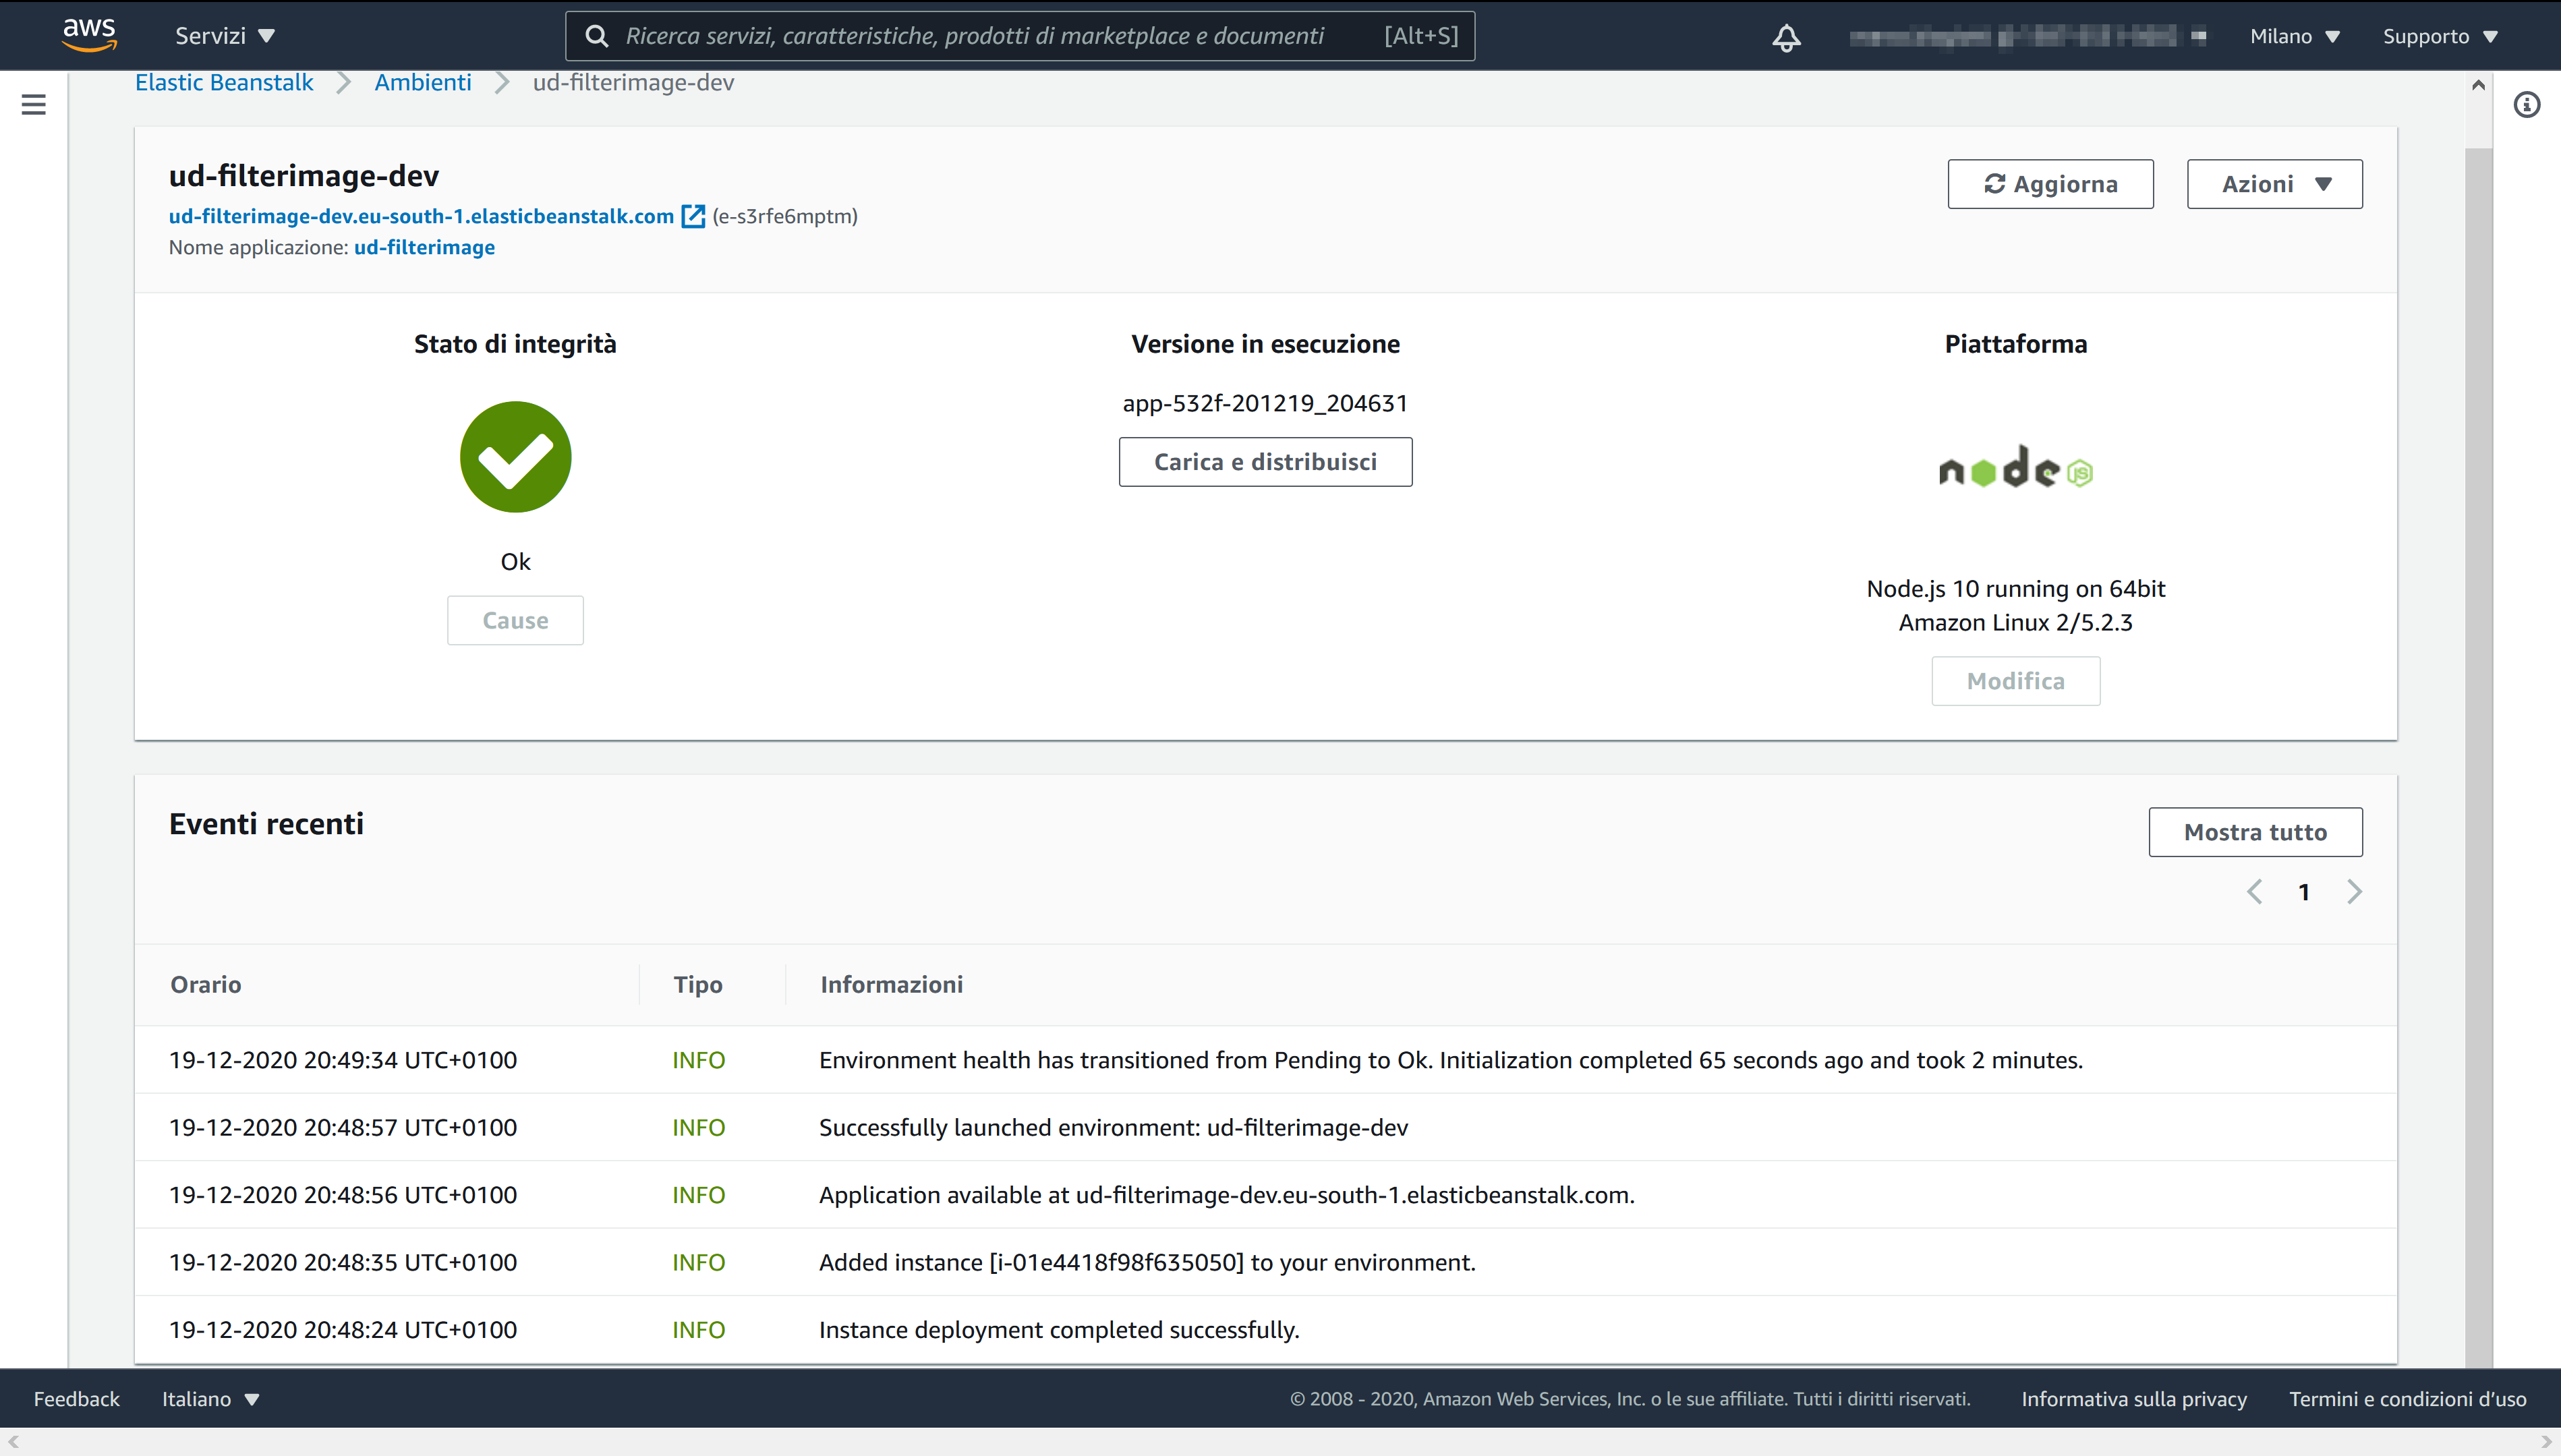 aws
Servizi
Ricerca servizi, caratteristiche, prodotti di marketplace e documenti [Alt+S]
Milano
Supporto
Elastic Beanstalk > Ambienti > ud-filterimage-dev
ud-filterimage-dev
ud-filterimage-dev.eu-south-1.elasticbeanstalk.com (e-s3rfe6mptm)
Nome applicazione: ud-filterimage
Aggiorna
Azioni
Stato di integrità
Ok
Cause
Versione in esecuzione
app-532f-201219_204631
Carica e distribuisci
Piattaforma
node JS
Node.js 10 running on 64bit
Amazon Linux 2/5.2.3
Modifica
Eventi recenti
Mostra tutto
1
Orario Tipo Informazioni
19-12-2020 20:49:34 UTC+0100 INFO Environment health has transitioned from Pending to Ok. Initialization completed 65 seconds ago and took 2 minutes.
19-12-2020 20:48:57 UTC+0100 INFO Successfully launched environment: ud-filterimage-dev
19-12-2020 20:48:56 UTC+0100 INFO Application available at ud-filterimage-dev.eu-south-1.elasticbeanstalk.com.
19-12-2020 20:48:35 UTC+0100 INFO Added instance [i-01e4418f98f635050] to your environment.
19-12-2020 20:48:24 UTC+0100 INFO Instance deployment completed successfully.
Feedback
Italiano
© 2008 - 2020, Amazon Web Services, Inc. o le sue affiliate. Tutti i diritti riservati.
Informativa sulla privacy
Termini e condizioni d'uso